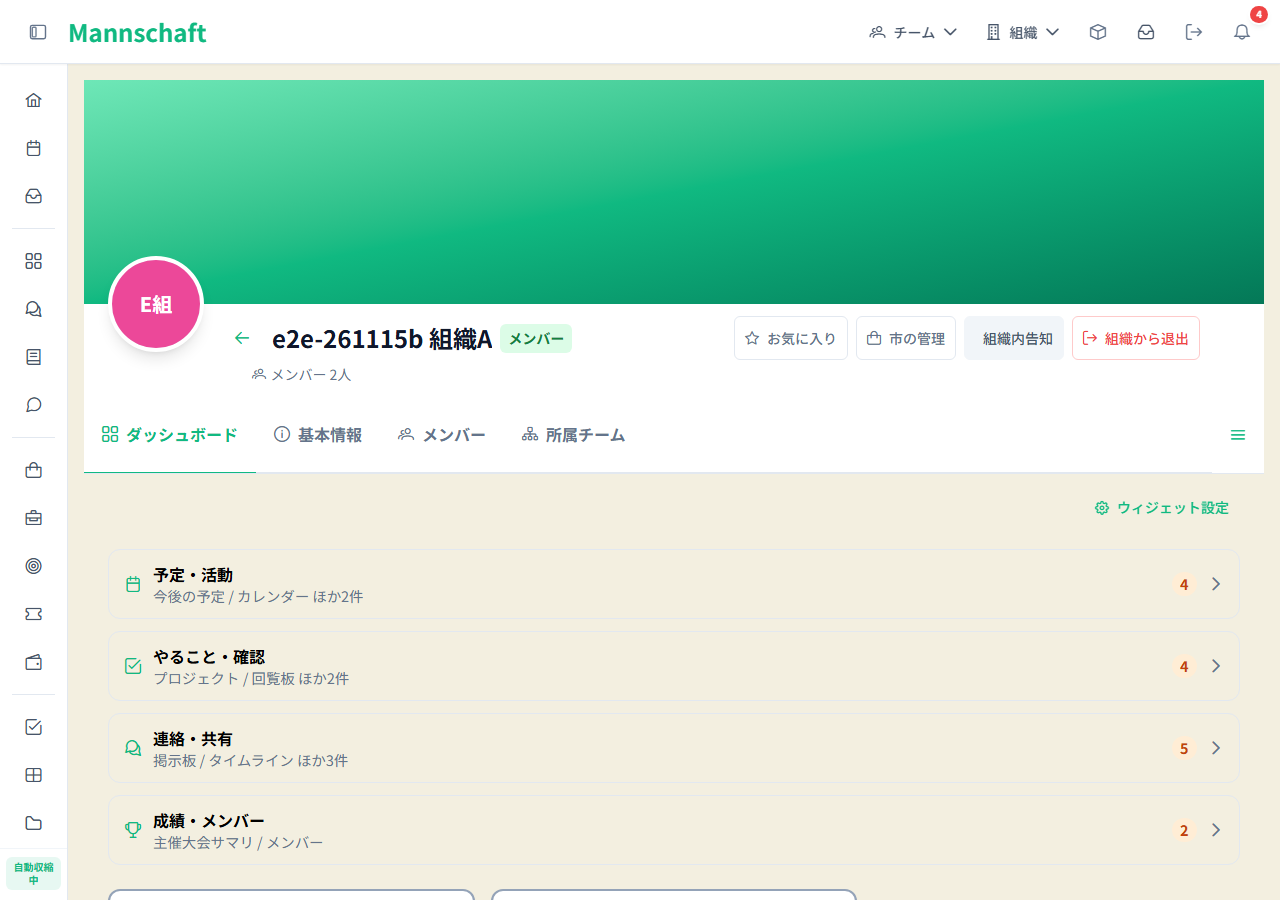 Mannschaft
チーム
組織
4
E組
e2e-261115b 組織A
メンバー
お気に入り
市の管理
組織内告知
組織から退出
メンバー 2人
ダッシュボード
基本情報
メンバー
所属チーム
ウィジェット設定
予定・活動
今後の予定 / カレンダー ほか2件
4
やること・確認
プロジェクト / 回覧板 ほか2件
4
連絡・共有
掲示板 / タイムライン ほか3件
5
成績・メンバー
主催大会サマリ / メンバー
2
自動収縮
中